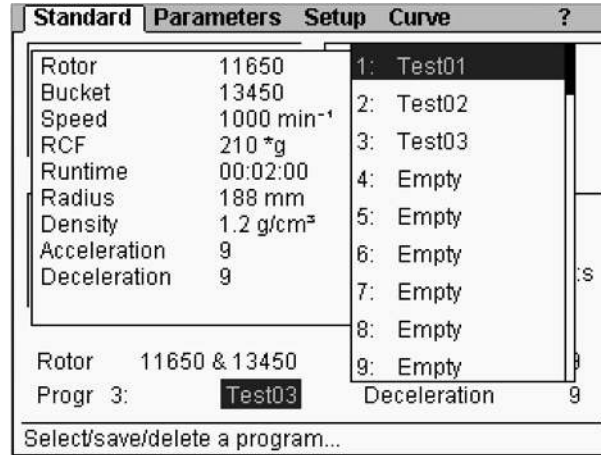 Standard Parameters Setup Curve ?
Rotor 11650
Bucket 13450
Speed 1000 min⁻¹
RCF 210 *g
Runtime 00:02:00
Radius 188 mm
Density 1.2 g/cm³
Acceleration 9
Deceleration 9
1: Test01
2: Test02
3: Test03
4: Empty
5: Empty
6: Empty
7: Empty
8: Empty
9: Empty
:s
Rotor 11650 & 13450
Progr 3: Test03 Deceleration 9
Select/save/delete a program...